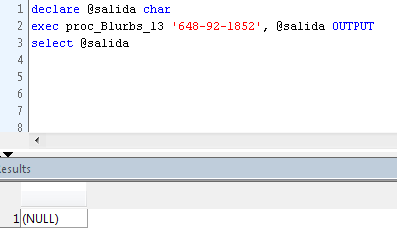 1 declare @salida char
2 exec proc_Blurbs_l3 '648-92-1852', @salida OUTPUT
3 select @salida
4
5
6
7
8
esults
1 (NULL)